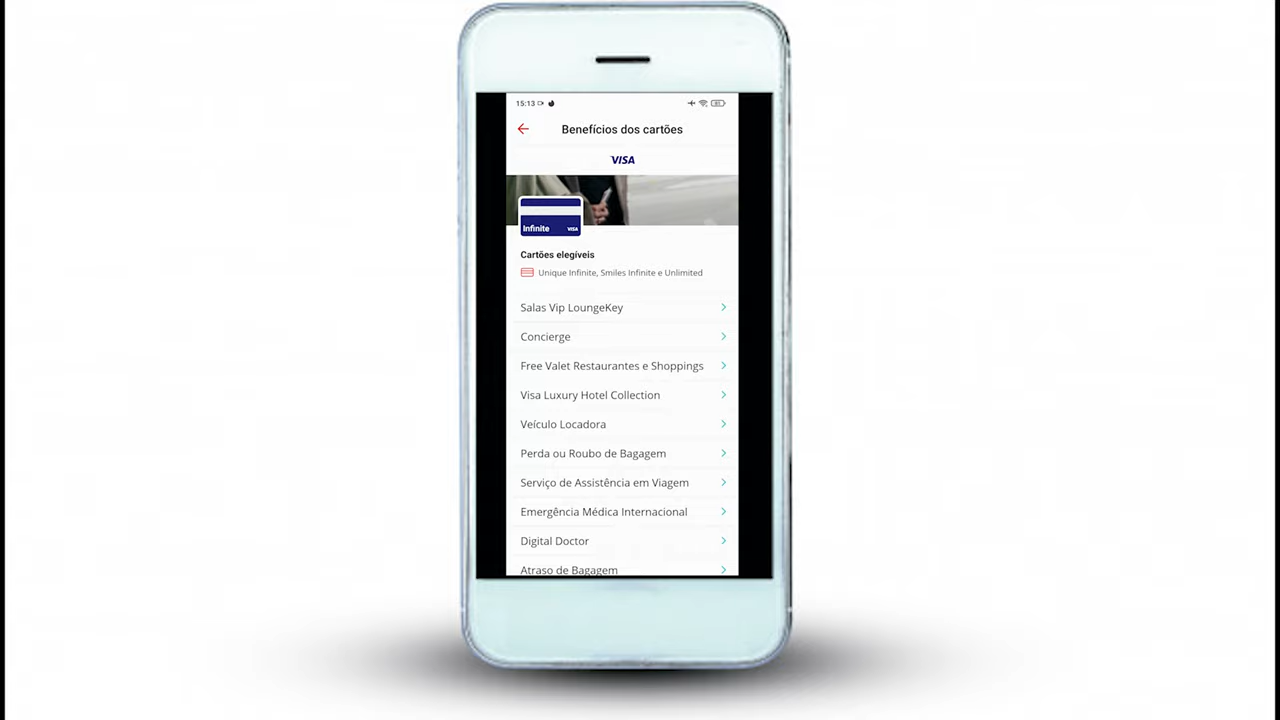 15:13
Benefícios dos cartões
VISA
Infinite VISA
Cartões elegíveis
Unique Infinite, Smiles Infinite e Unlimited
Salas Vip LoungeKey
Concierge
Free Valet Restaurantes e Shoppings
Visa Luxury Hotel Collection
Veículo Locadora
Perda ou Roubo de Bagagem
Serviço de Assistência em Viagem
Emergência Médica Internacional
Digital Doctor
Atraso de Bagagem